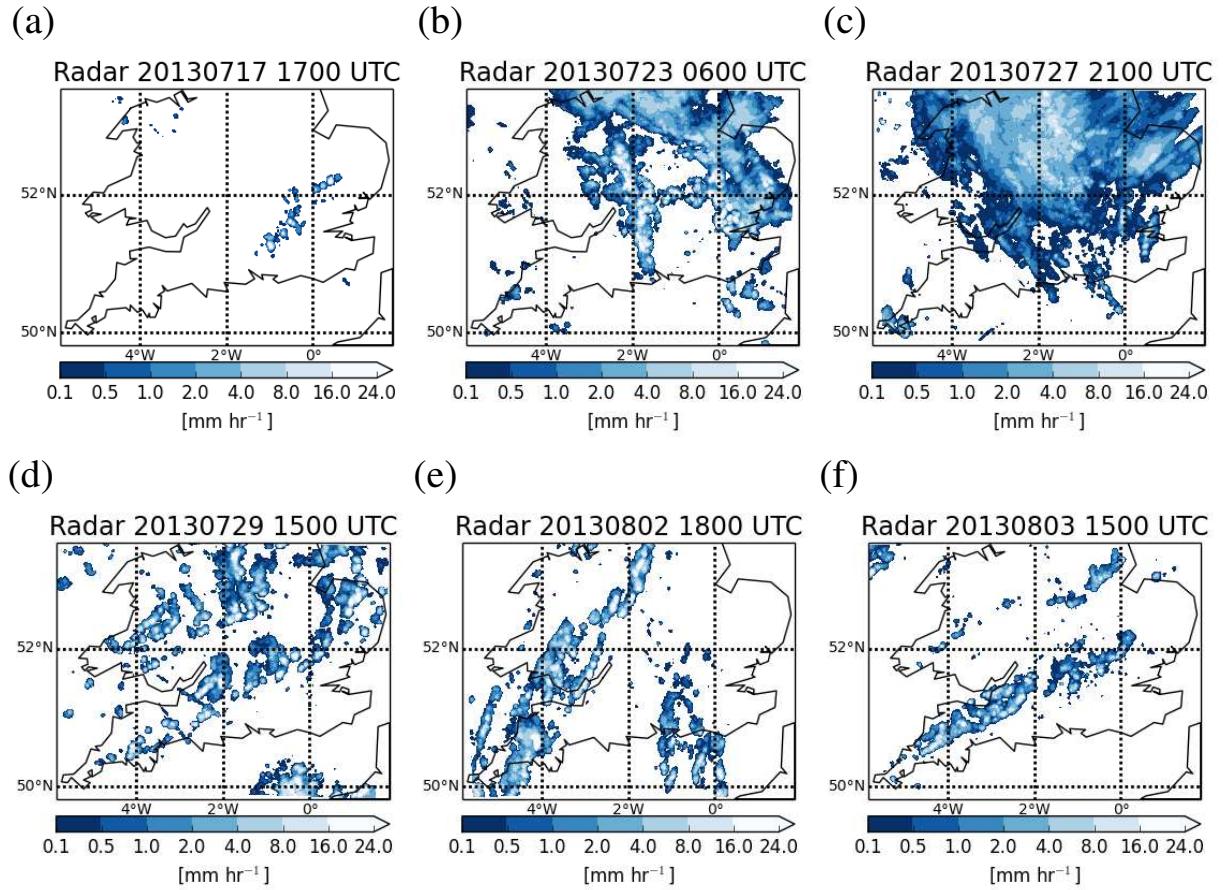 (a)
(b)
(c)
Radar 20130717 1700 UTC
Radar 20130723 0600 UTC
Radar 20130727 2100 UTC
52°N
52°N
52°N
50°N
50°N
50°N
4°W 2°W 0°
4°W 2°W 0°
4°W 2°W 0°
0.1 0.5 1.0 2.0 4.0 8.0 16.0 24.0
0.1 0.5 1.0 2.0 4.0 8.0 16.0 24.0
0.1 0.5 1.0 2.0 4.0 8.0 16.0 24.0
[mm hr⁻¹]
[mm hr⁻¹]
[mm hr⁻¹]
(d)
(e)
(f)
Radar 20130729 1500 UTC
Radar 20130802 1800 UTC
Radar 20130803 1500 UTC
52°N
52°N
52°N
50°N
50°N
50°N
4°W 2°W 0°
4°W 2°W 0°
4°W 2°W 0°
0.1 0.5 1.0 2.0 4.0 8.0 16.0 24.0
0.1 0.5 1.0 2.0 4.0 8.0 16.0 24.0
0.1 0.5 1.0 2.0 4.0 8.0 16.0 24.0
[mm hr⁻¹]
[mm hr⁻¹]
[mm hr⁻¹]